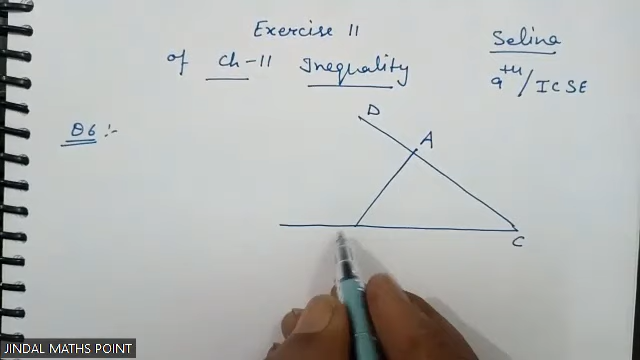 Exercise 11
of Ch-11 Inequality
Selina
9th/ICSE
Q6:-
D
A
C
JINDAL MATHS POINT